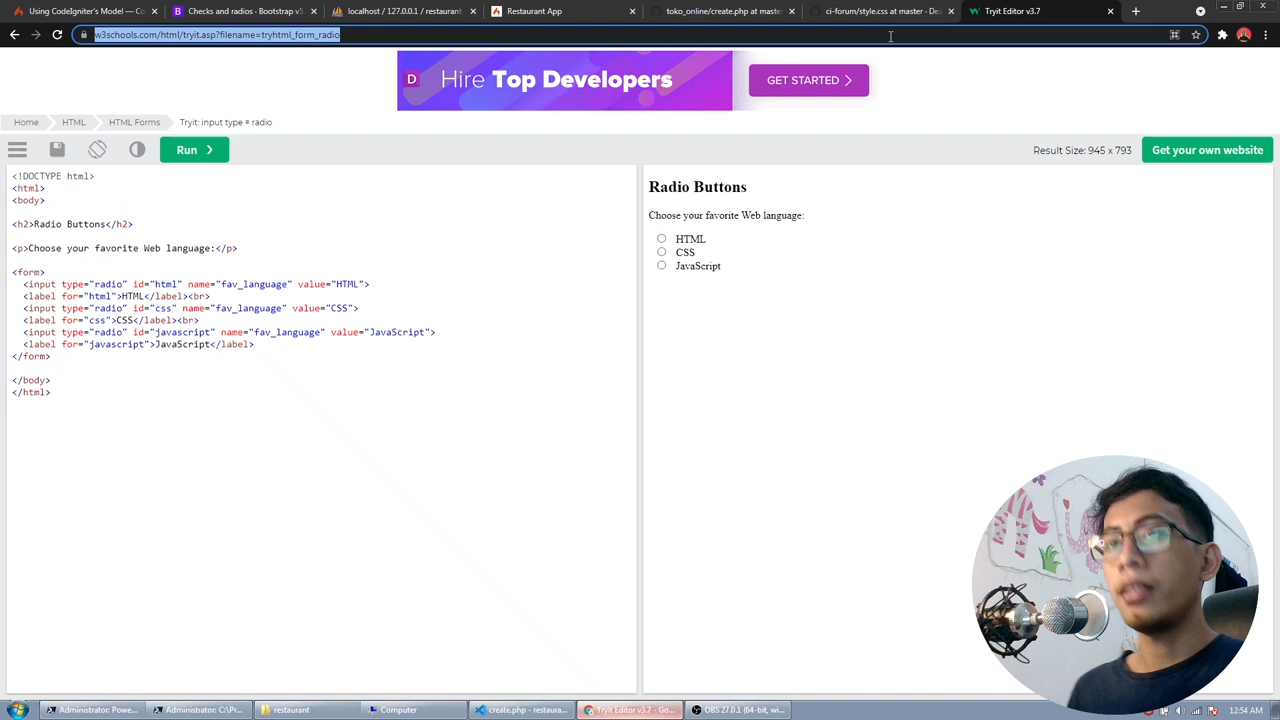 Using CodeIgniter's Model — Co
Checks and radios · Bootstrap v5.
localhost / 127.0.0.1 / restaurant
Restaurant App
toko_online/create.php at master
ci-forum/style.css at master · Dea
Tryit Editor v3.7
w3schools.com/html/tryit.asp?filename=tryhtml_form_radio
D Hire Top Developers
GET STARTED
Home HTML HTML Forms Tryit: input type = radio
Run
Result Size: 945 x 793
Get your own website
<!DOCTYPE html>
<html>
<body>
<h2>Radio Buttons</h2>
<p>Choose your favorite Web language:</p>
<form>
<input type="radio" id="html" name="fav_language" value="HTML">
<label for="html">HTML</label><br>
<input type="radio" id="css" name="fav_language" value="CSS">
<label for="css">CSS</label><br>
<input type="radio" id="javascript" name="fav_language" value="JavaScript">
<label for="javascript">JavaScript</label>
</form>
</body>
</html>
Radio Buttons
Choose your favorite Web language:
HTML
CSS
JavaScript
Administrator: Powe...
Administrator: C:\Pr...
restaurant
Computer
create.php - restaura...
Tryit Editor v3.7 - Go...
OBS 27.0.1 (64-bit, wi...
12:54 AM